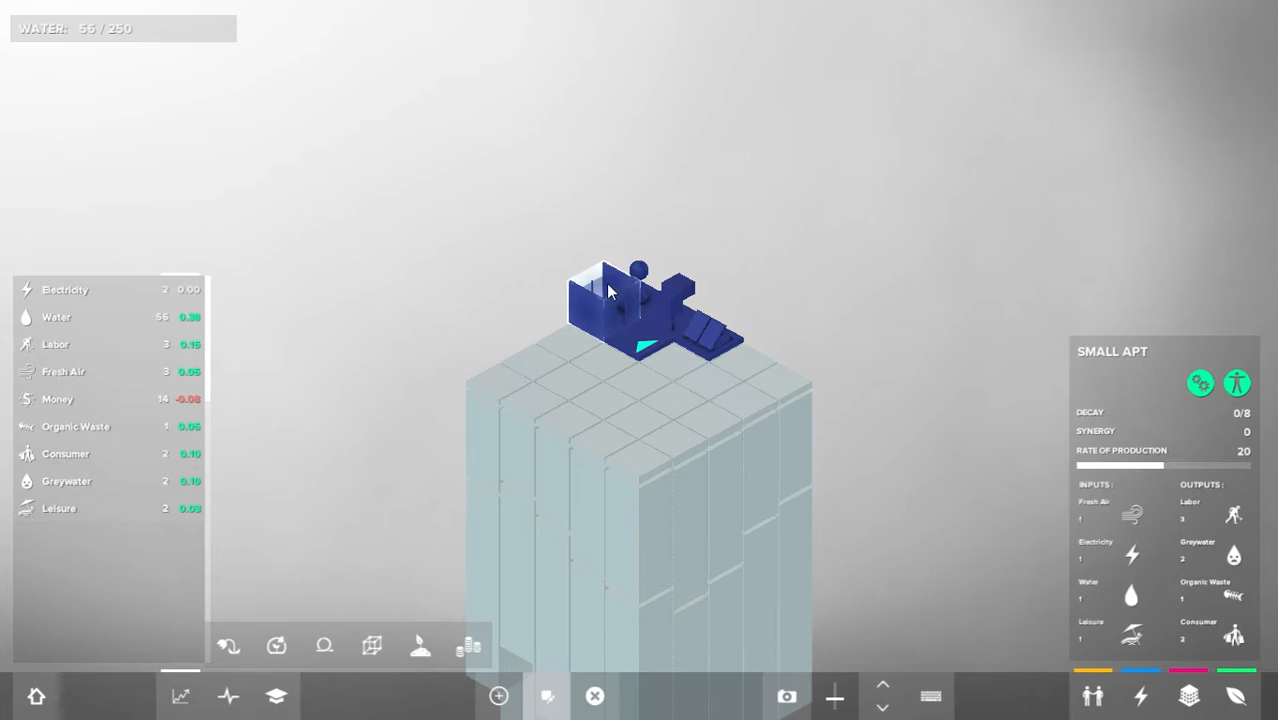 WATER: 56 / 250
Electricity 2 0.00
Water 56 0.38
Labor 3 0.15
Fresh Air 3 0.05
Money 14 -0.08
Organic Waste 1 0.05
Consumer 2 0.10
Greywater 2 0.10
Leisure 2 0.03
SMALL APT
DECAY 0/8
SYNERGY 0
RATE OF PRODUCTION 20
INPUTS : OUTPUTS :
Fresh Air Labor
1 3
Electricity Greywater
1 2
Water Organic Waste
1 1
Leisure Consumer
1 2